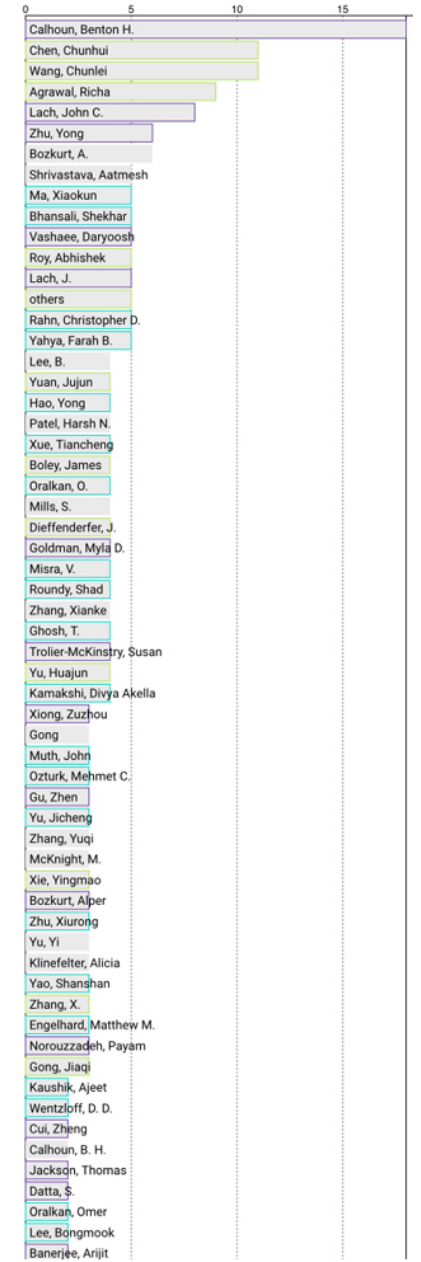 0 5 10 15
Calhoun, Benton H.
Chen, Chunhui
Wang, Chunlei
Agrawal, Richa
Lach, John C.
Zhu, Yong
Bozkurt, A.
Shrivastava, Aatmesh
Ma, Xiaokun
Bhansali, Shekhar
Vashaee, Daryoosh
Roy, Abhishek
Lach, J.
others
Rahn, Christopher D.
Yahya, Farah B.
Lee, B.
Yuan, Jujun
Hao, Yong
Patel, Harsh N.
Xue, Tiancheng
Boley, James
Oralkan, O.
Mills, S.
Dieffenderfer, J.
Goldman, Myla D.
Misra, V.
Roundy, Shad
Zhang, Xianke
Ghosh, T.
Trolier-McKinstry, Susan
Yu, Huajun
Kamakshi, Divya Akella
Xiong, Zuzhou
Gong
Muth, John
Ozturk, Mehmet C.
Gu, Zhen
Yu, Jicheng
Zhang, Yuqi
McKnight, M.
Xie, Yingmao
Bozkurt, Alper
Zhu, Xiurong
Yu, Yi
Klinefelter, Alicia
Yao, Shanshan
Zhang, X.
Engelhard, Matthew M.
Norouzzadeh, Payam
Gong, Jiaqi
Kaushik, Ajeet
Wentzloff, D. D.
Cui, Zheng
Calhoun, B. H.
Jackson, Thomas
Datta, S.
Oralkan, Omer
Lee, Bongmook
Banerjee, Arijit